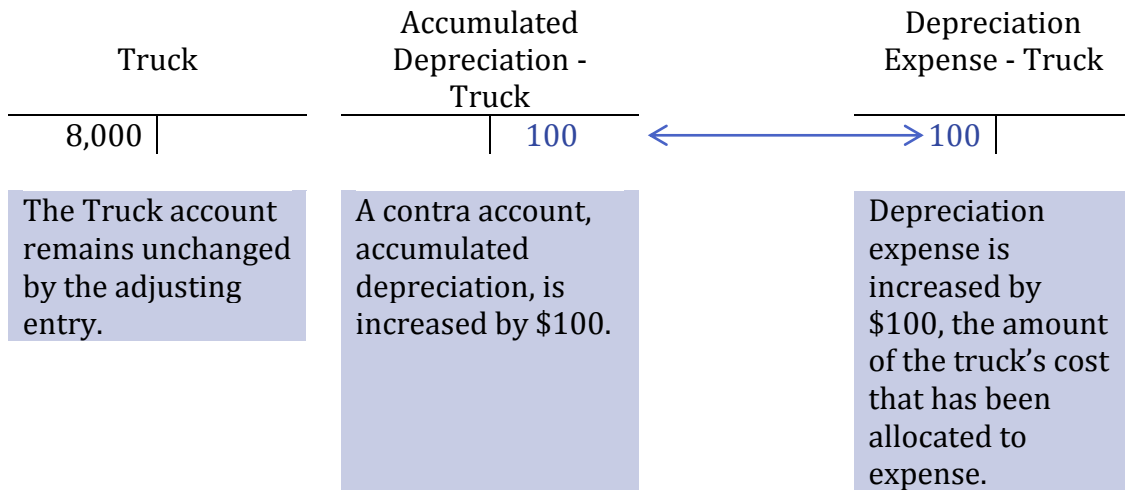 Truck
Accumulated
Depreciation -
Truck
Depreciation
Expense - Truck
8,000
100
100
The Truck account
remains unchanged
by the adjusting
entry.
A contra account,
accumulated
depreciation, is
increased by $100.
Depreciation
expense is
increased by
$100, the amount
of the truck’s cost
that has been
allocated to
expense.